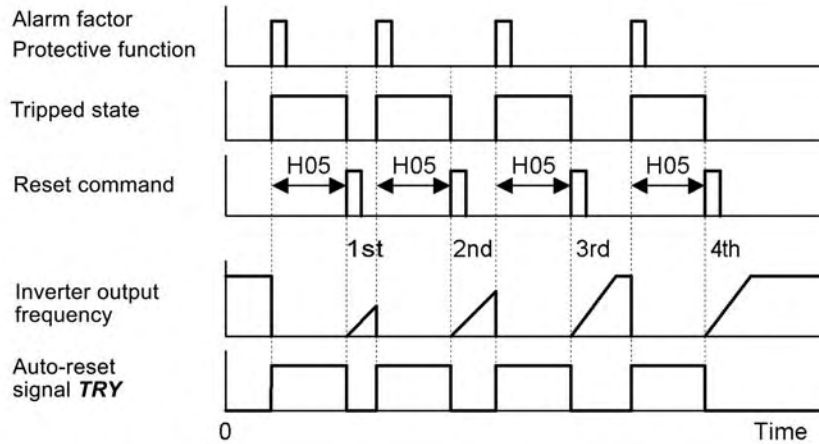 Alarm factor
Protective function
Tripped state
H05 H05 H05 H05
Reset command
1st 2nd 3rd 4th
Inverter output
frequency
Auto-reset
signal TRY
0 Time